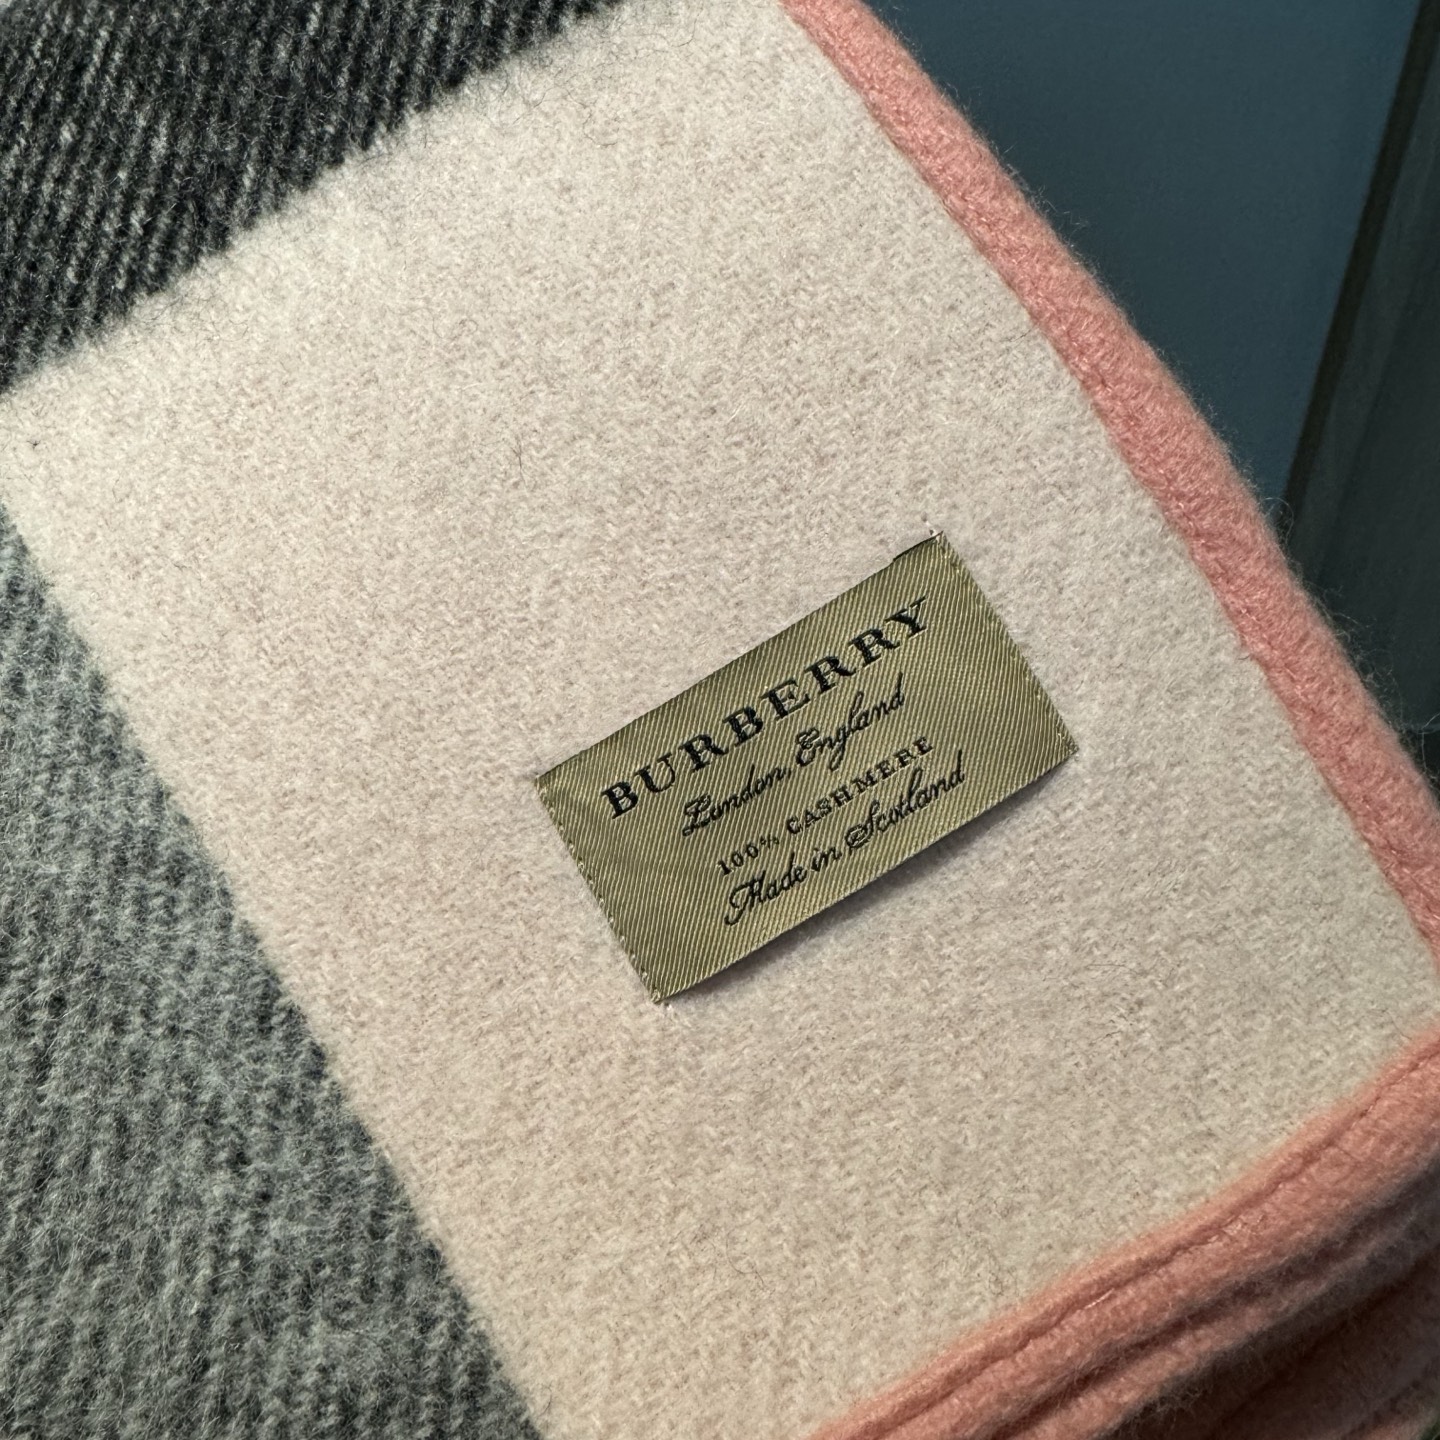 BURBERRY
London, England
100% CASHMERE
Made in Scotland